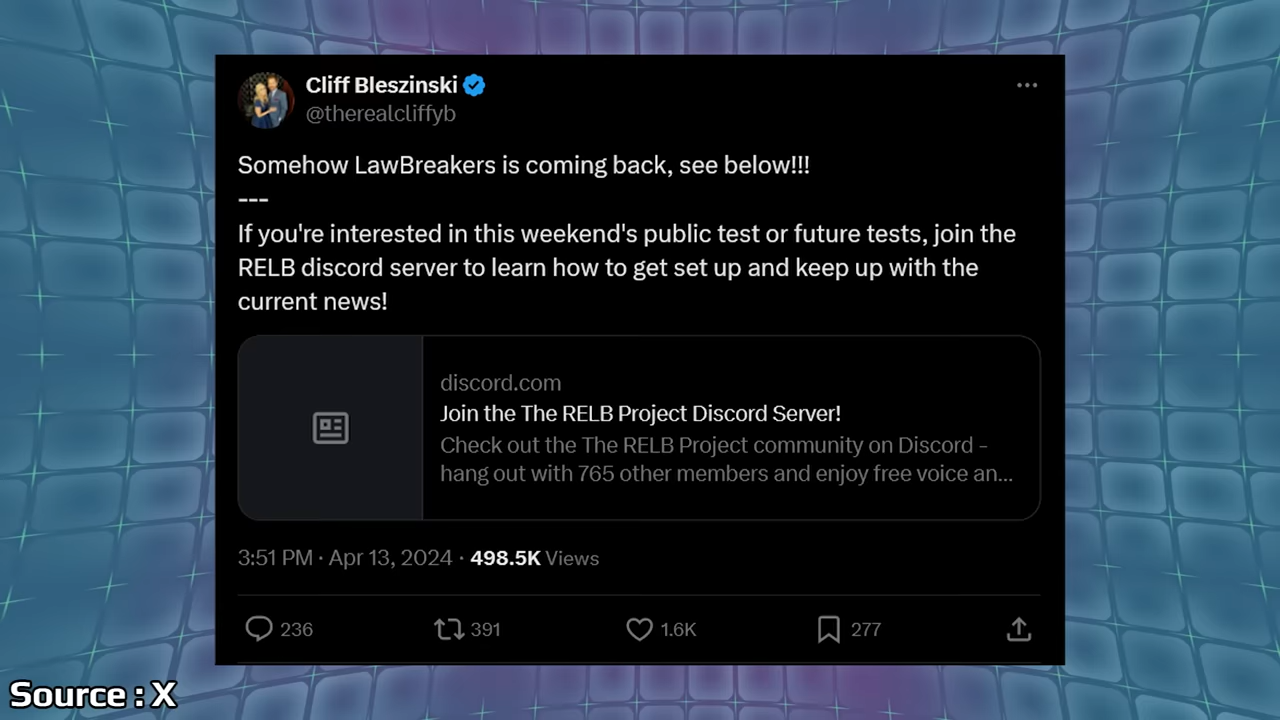 Cliff Bleszinski
@therealcliffyb
Somehow LawBreakers is coming back, see below!!!
---
If you're interested in this weekend's public test or future tests, join the
RELB discord server to learn how to get set up and keep up with the
current news!
discord.com
Join the The RELB Project Discord Server!
Check out the The RELB Project community on Discord –
hang out with 765 other members and enjoy free voice an...
3:51 PM · Apr 13, 2024 · 498.5K Views
236 391 1.6K 277
Source : X